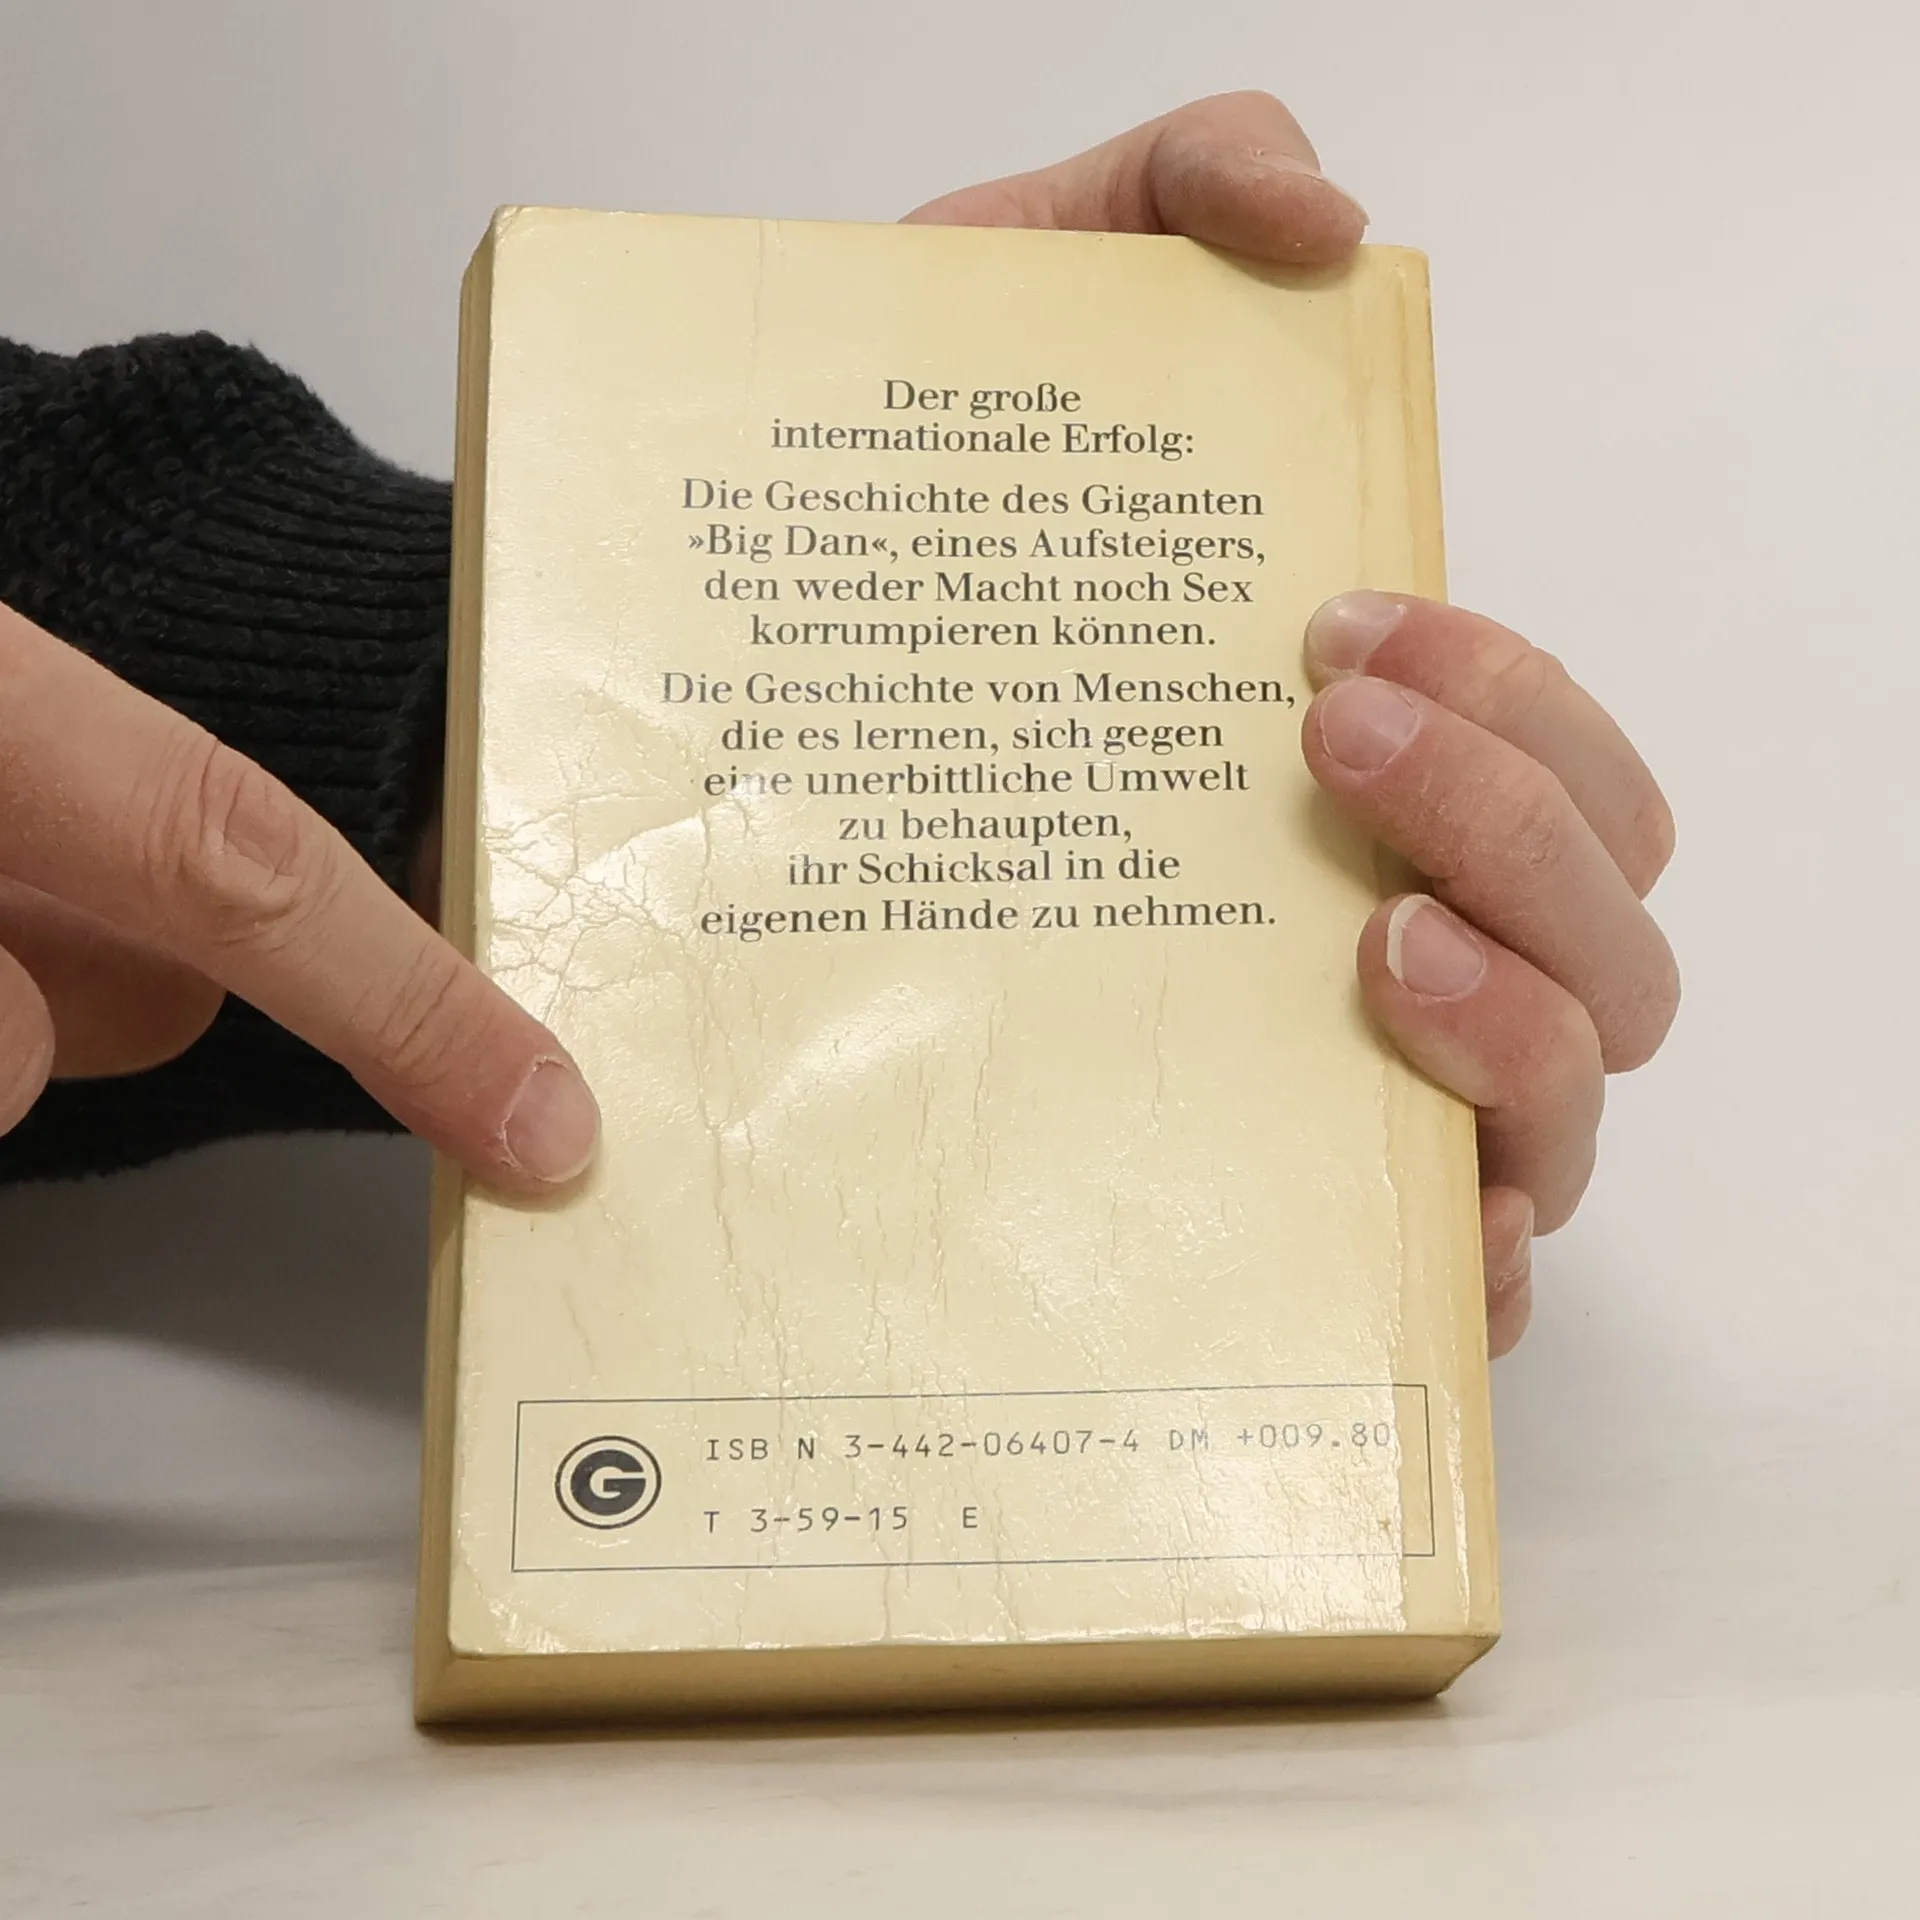 Der große
internationale Erfolg:
Die Geschichte des Giganten
»Big Dan«, eines Aufsteigers,
den weder Macht noch Sex
korrumpieren können.
Die Geschichte von Menschen,
die es lernen, sich gegen
eine unerbittliche Umwelt
zu behaupten,
ihr Schicksal in die
eigenen Hände zu nehmen.
G
ISB N 3-442-06407-4 DM +009.80
T 3-59-15 E